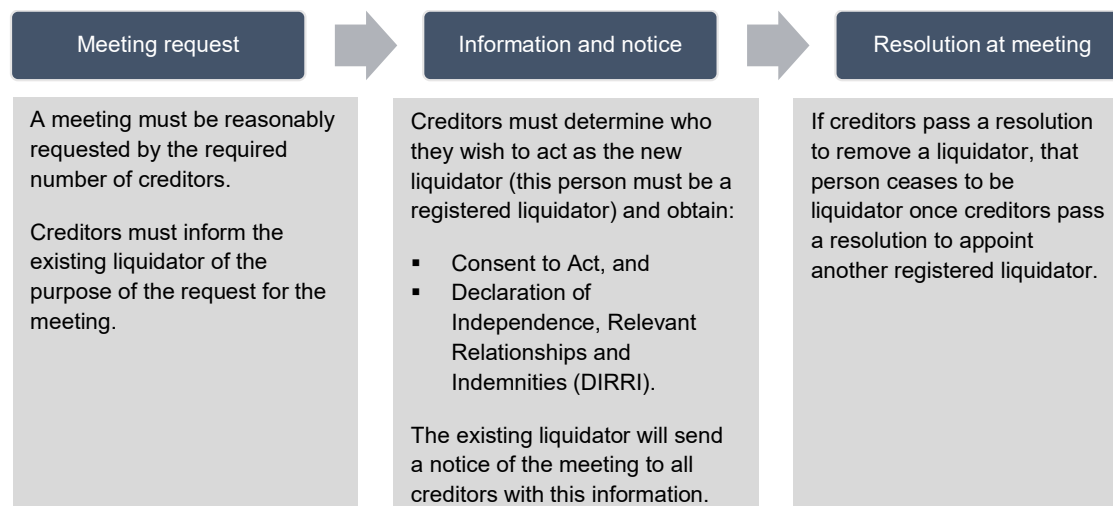 Meeting request
Information and notice
Resolution at meeting
A meeting must be reasonably
requested by the required
number of creditors.
Creditors must inform the
existing liquidator of the
purpose of the request for the
meeting.
Creditors must determine who
they wish to act as the new
liquidator (this person must be a
registered liquidator) and obtain:
▪ Consent to Act, and
▪ Declaration of
Independence, Relevant
Relationships and
Indemnities (DIRRI).
The existing liquidator will send
a notice of the meeting to all
creditors with this information.
If creditors pass a resolution
to remove a liquidator, that
person ceases to be
liquidator once creditors pass
a resolution to appoint
another registered liquidator.